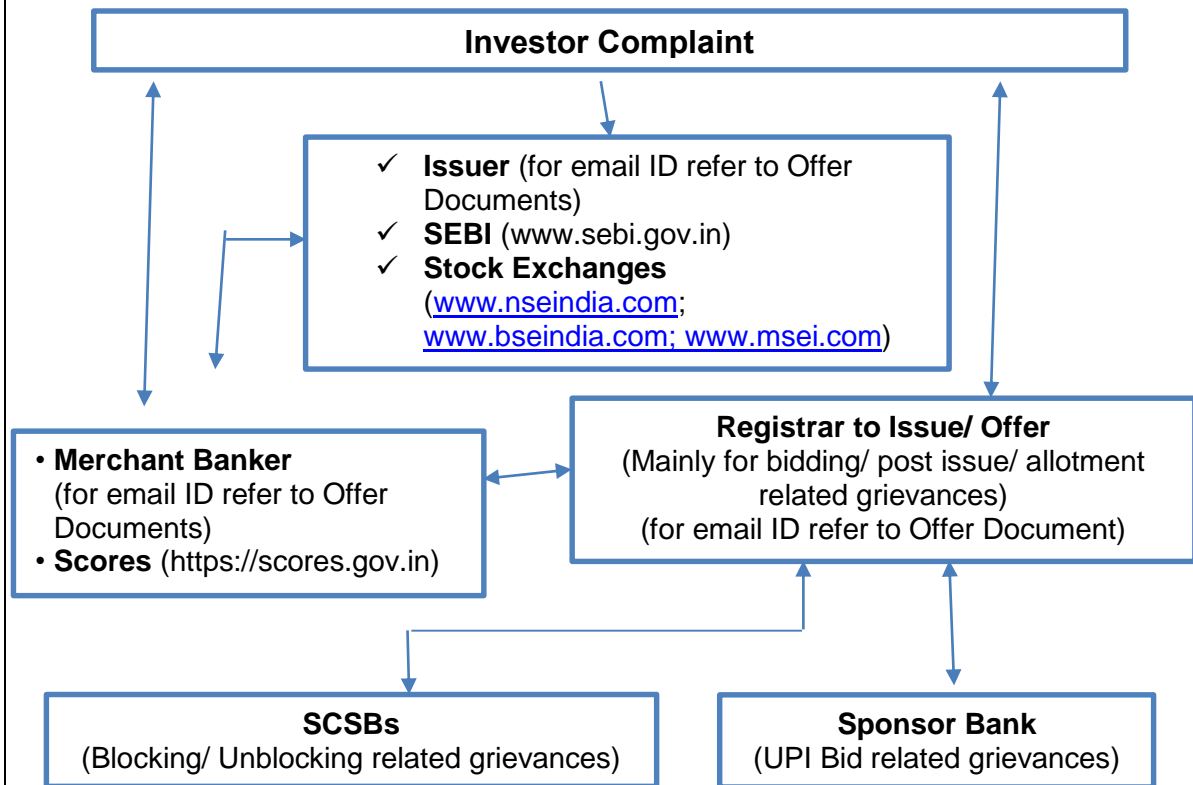 Investor Complaint
✓ Issuer (for email ID refer to Offer
Documents)
✓ SEBI (www.sebi.gov.in)
✓ Stock Exchanges
(www.nseindia.com;
www.bseindia.com; www.msei.com)
• Merchant Banker
(for email ID refer to Offer
Documents)
• Scores (https://scores.gov.in)
Registrar to Issue/ Offer
(Mainly for bidding/ post issue/ allotment
related grievances)
(for email ID refer to Offer Document)
SCSBs
(Blocking/ Unblocking related grievances)
Sponsor Bank
(UPI Bid related grievances)